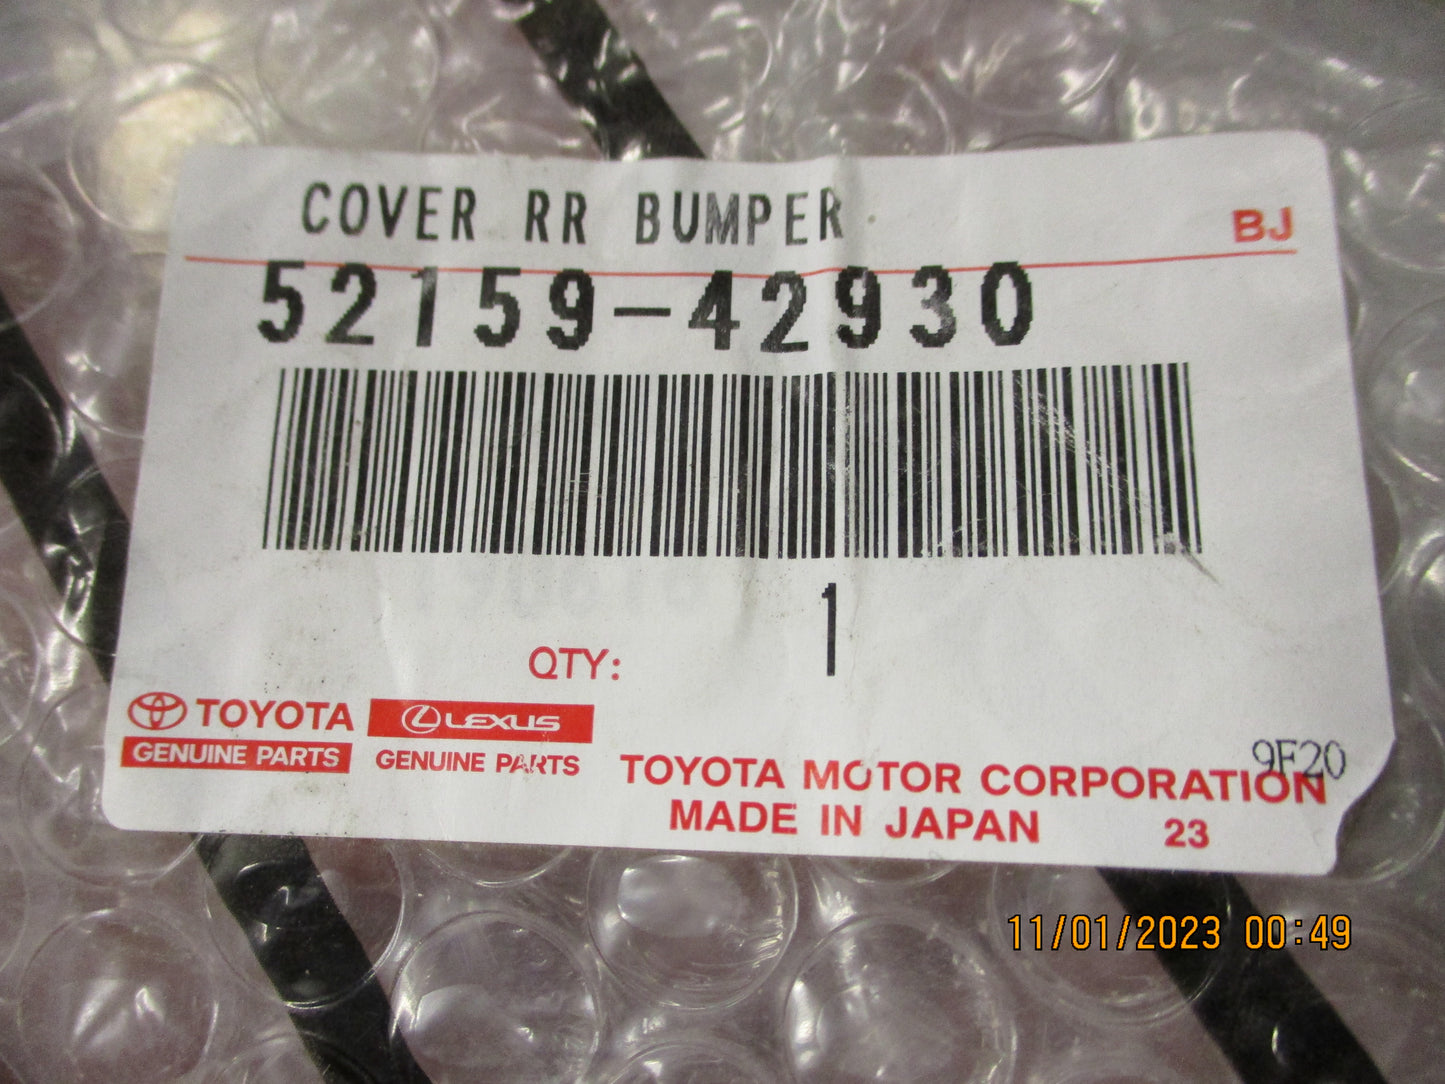 COVER RR BUMPER
BJ
52159-42930
1
QTY:
TOYOTA
GENUINE PARTS
LEXUS
GENUINE PARTS
9F20
TOYOTA MOTOR CORPORATION
MADE IN JAPAN 23
11/01/2023 00:49